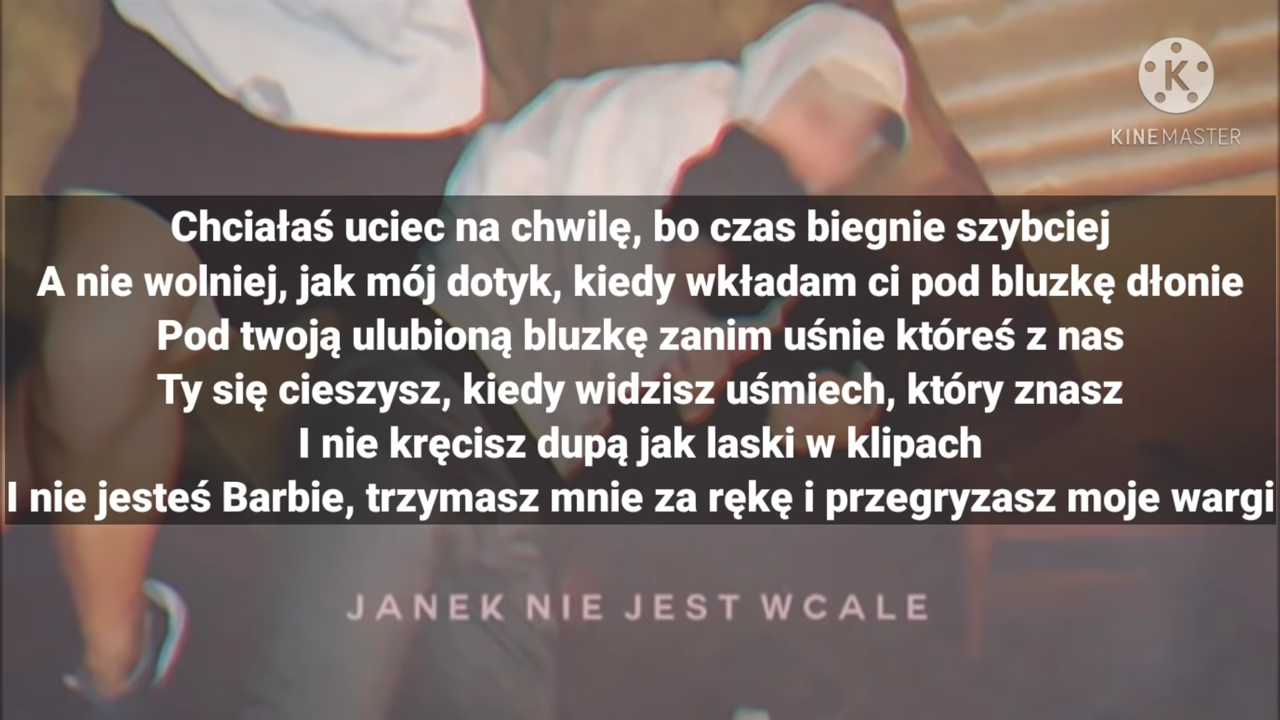 KINEMASTER
Chciałaś uciec na chwilę, bo czas biegnie szybciej
A nie wolniej, jak mój dotyk, kiedy wkładam ci pod bluzkę dłonie
Pod twoją ulubioną bluzkę zanim uśnie któreś z nas
Ty się cieszysz, kiedy widzisz uśmiech, który znasz
I nie kręcisz dupą jak laski w klipach
I nie jesteś Barbie, trzymasz mnie za rękę i przegryzasz moje wargi
JANEK NIE JEST WCALE